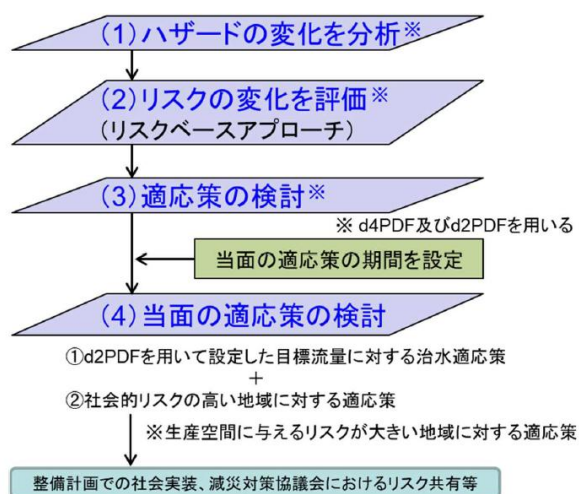 (1)ハザードの変化を分析※
(2)リスクの変化を評価※
(リスクベースアプローチ)
(3)適応策の検討※
※ d4PDF及びd2PDFを用いる
当面の適応策の期間を設定
(4)当面の適応策の検討
①d2PDFを用いて設定した目標流量に対する治水適応策
+
②社会的リスクの高い地域に対する適応策
※生産空間に与えるリスクが大きい地域に対する適応策
整備計画での社会実装、減災対策協議会におけるリスク共有等